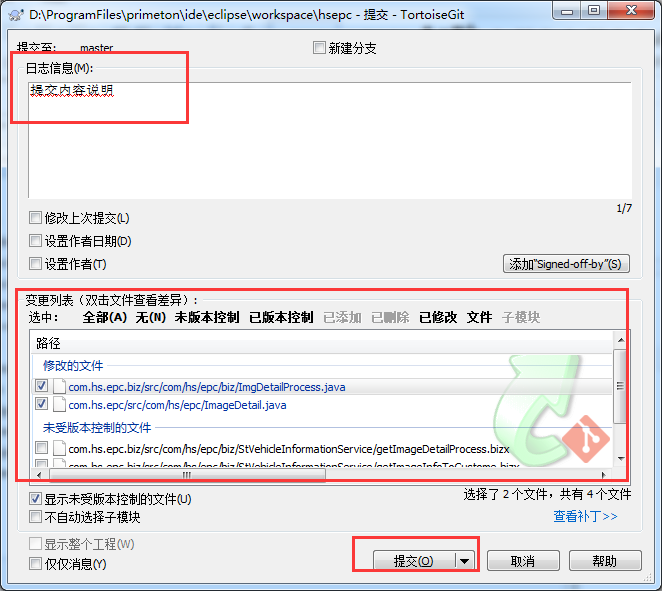 D:\ProgramFiles\primeton\ide\eclipse\workspace\hsepc - 提交 - TortoiseGit
提交至: master 新建分支
日志信息(M):
提交内容说明
1/7
修改上次提交(L)
设置作者日期(D)
设置作者(T) 添加"Signed-off-by"(S)
变更列表（双击文件查看差异）:
选中: 全部(A) 无(N) 未版本控制 已版本控制 已添加 已删除 已修改 文件 子模块
路径
修改的文件
com.hs.epc.biz/src/com/hs/epc/biz/ImgDetailProcess.java
com.hs.epc/src/com/hs/epc/ImageDetail.java
未受版本控制的文件
com.hs.epc.biz/src/com/hs/epc/biz/StVehicleInformationService/getImageDetailProcess.bizx
com.hs.epc.biz/src/com/hs/epc/biz/StVehicleInformationService/getImageInfoToCustome.bizx
显示未受版本控制的文件(U) 选择了 2 个文件，共有 4 个文件
不自动选择子模块 查看补丁>>
显示整个工程(W)
仅仅消息(Y) 提交(O) 取消 帮助